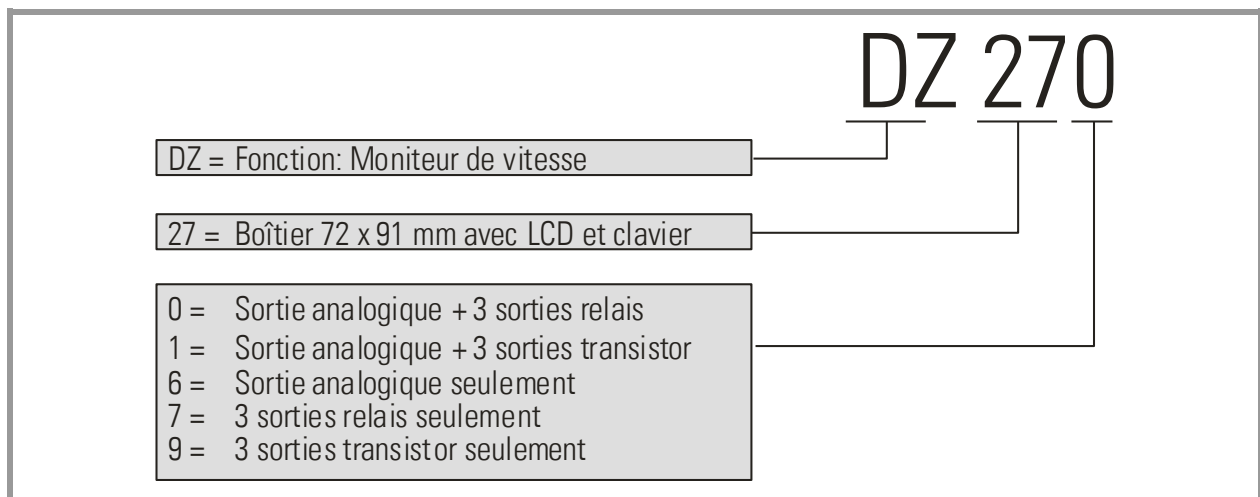 DZ 270
DZ = Fonction: Moniteur de vitesse
27 = Boîtier 72 x 91 mm avec LCD et clavier
0 = Sortie analogique + 3 sorties relais
1 = Sortie analogique + 3 sorties transistor
6 = Sortie analogique seulement
7 = 3 sorties relais seulement
9 = 3 sorties transistor seulement